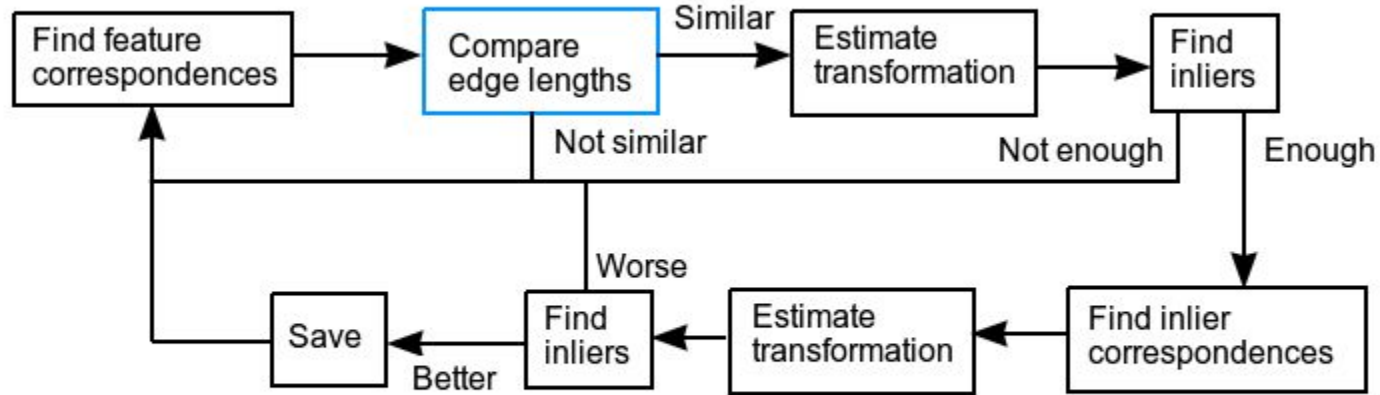 Find feature
correspondences
Compare
edge lengths
Similar
Estimate
transformation
Find
inliers
Not similar
Not enough
Enough
Worse
Save
Better
Find
inliers
Estimate
transformation
Find inlier
correspondences